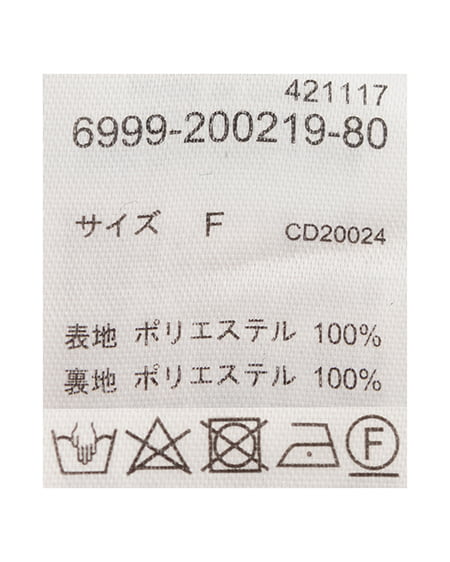 421117
6999-200219-80
サイズ F CD20024
表地 ポリエステル 100%
裏地 ポリエステル 100%
F